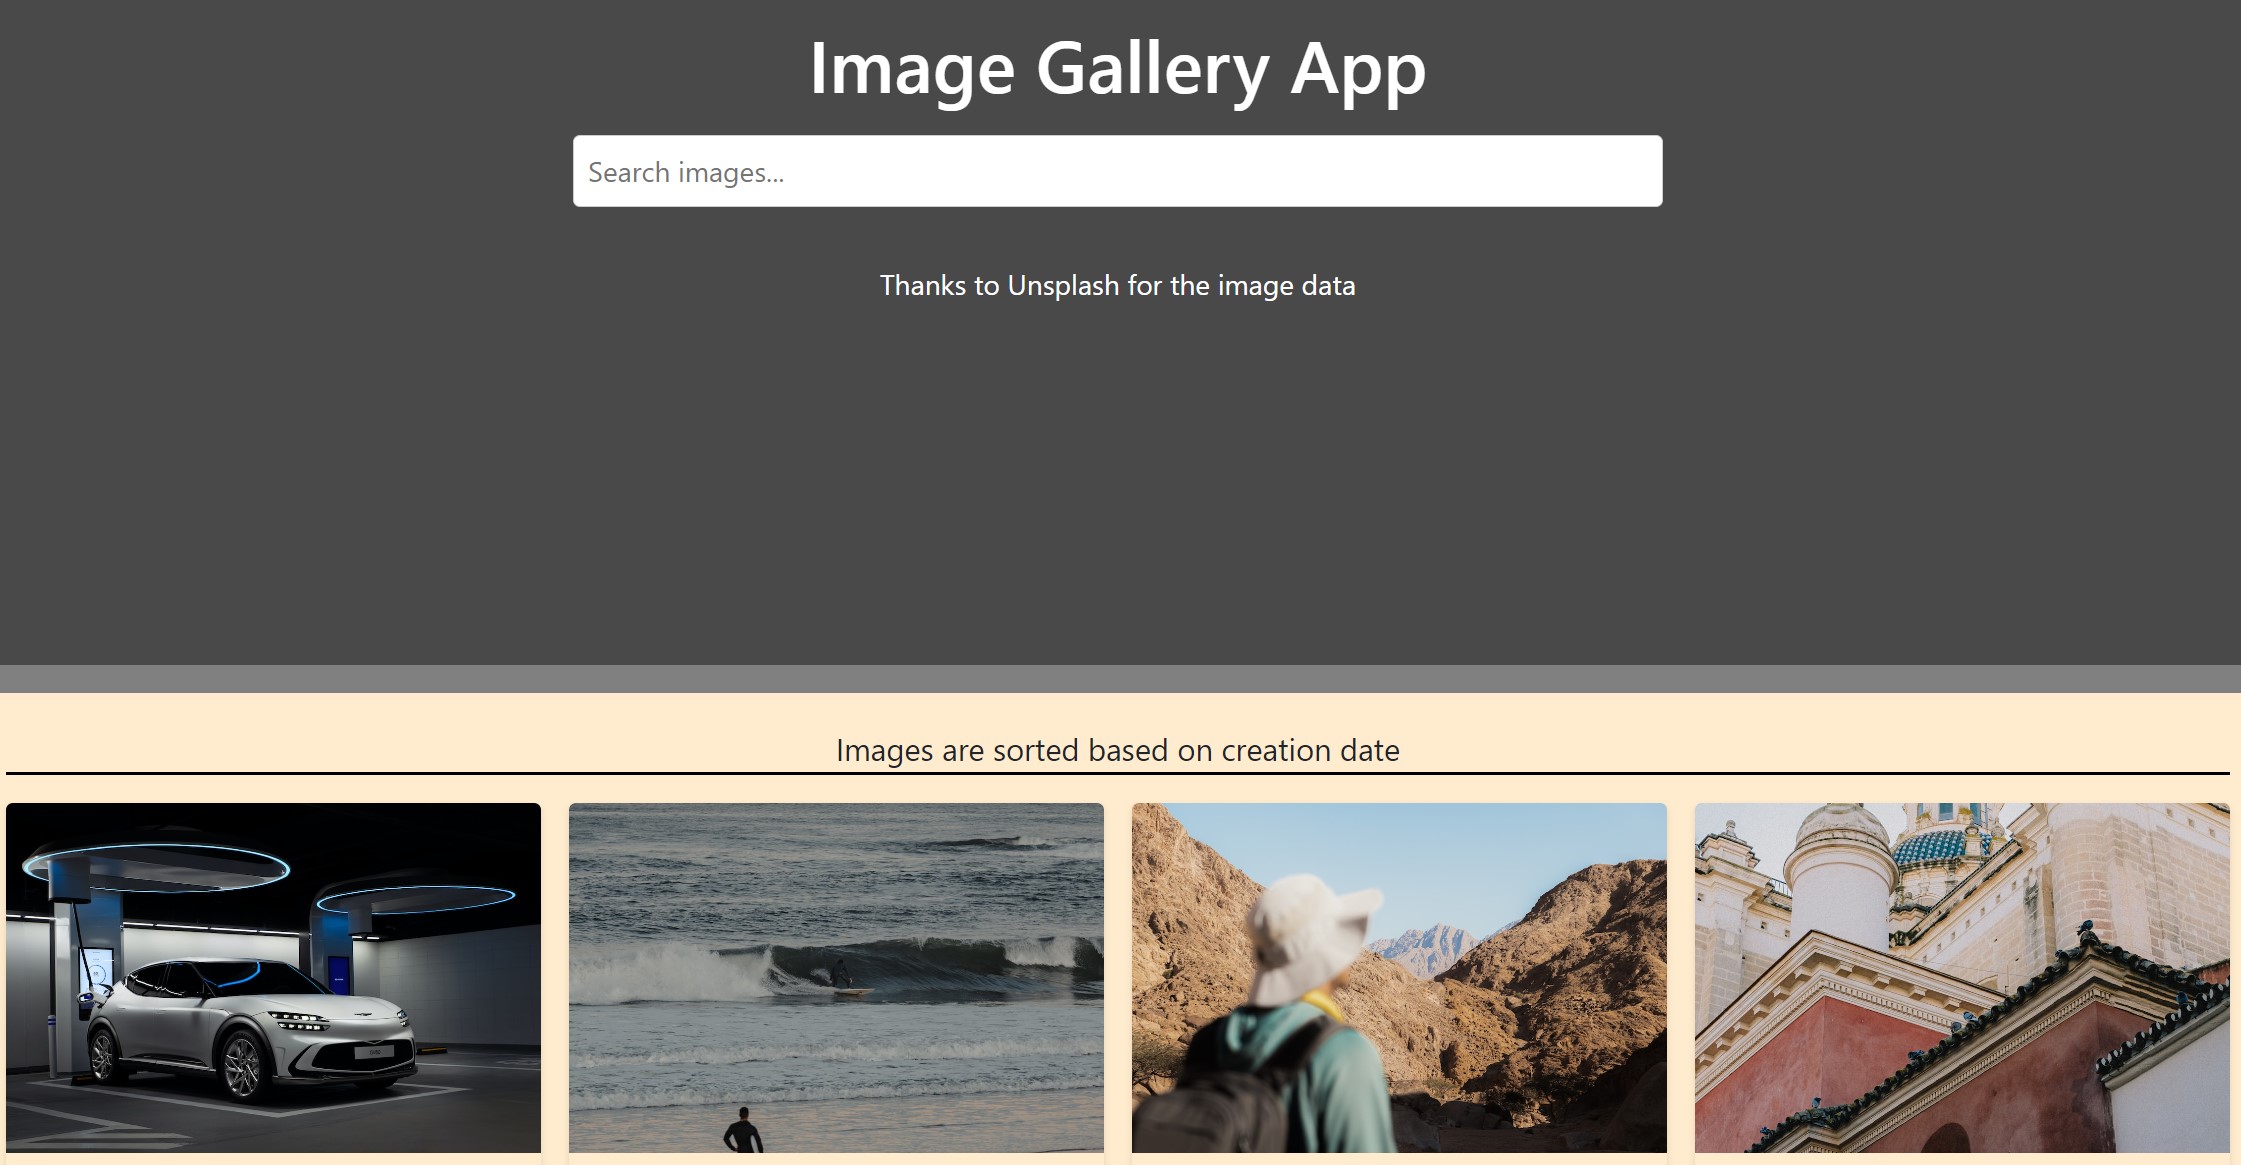 Image Gallery App
Search images...
Thanks to Unsplash for the image data
Images are sorted based on creation date